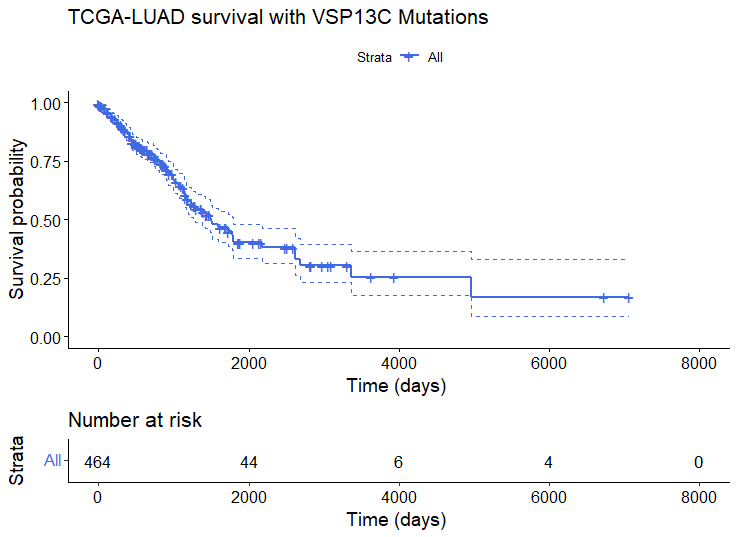 TCGA-LUAD survival with VSP13C Mutations
Strata All
Survival probability
1.00
0.75
0.50
0.25
0.00
0 2000 4000 6000 8000
Time (days)
Number at risk
Strata
All 464 44 6 4 0
0 2000 4000 6000 8000
Time (days)